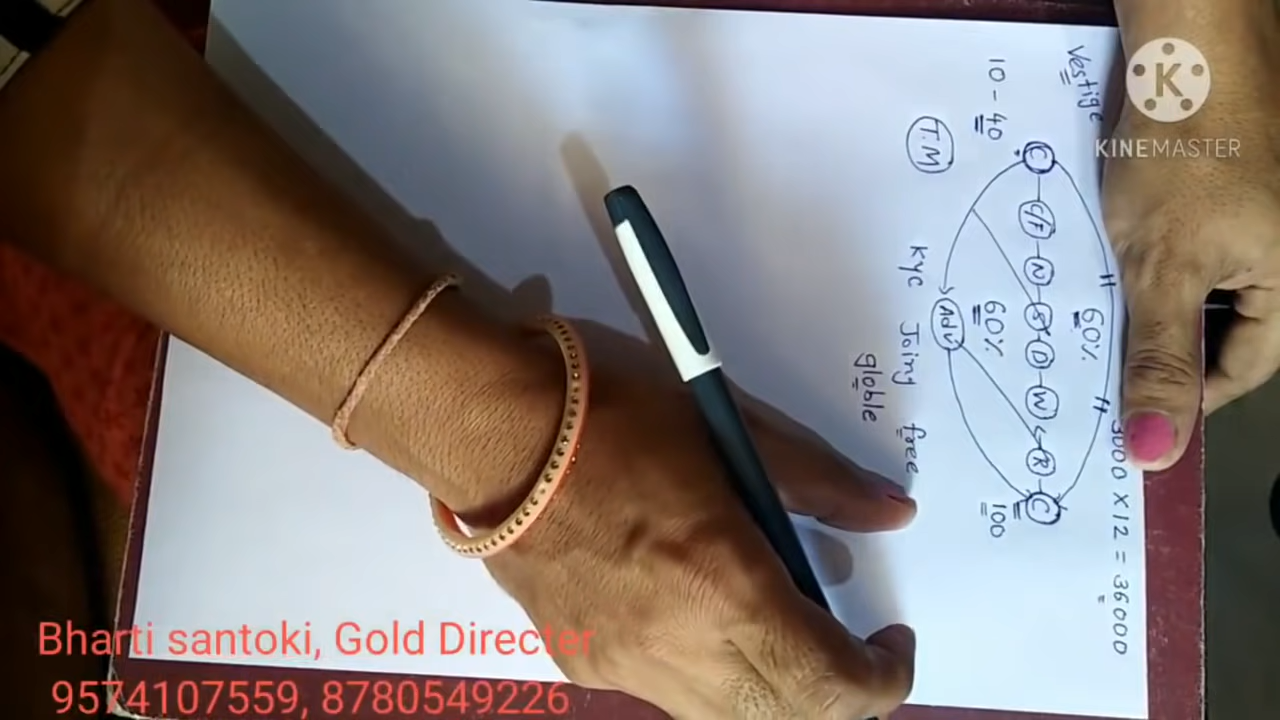 3000 X 12 = 36000
Vestige
60%
C C/F N S D W R C
10 - 40
60%
100
Adv
T.M
Kyc Joing free
globle
K
KINEMASTER
Bharti santoki, Gold Directer
9574107559, 8780549226